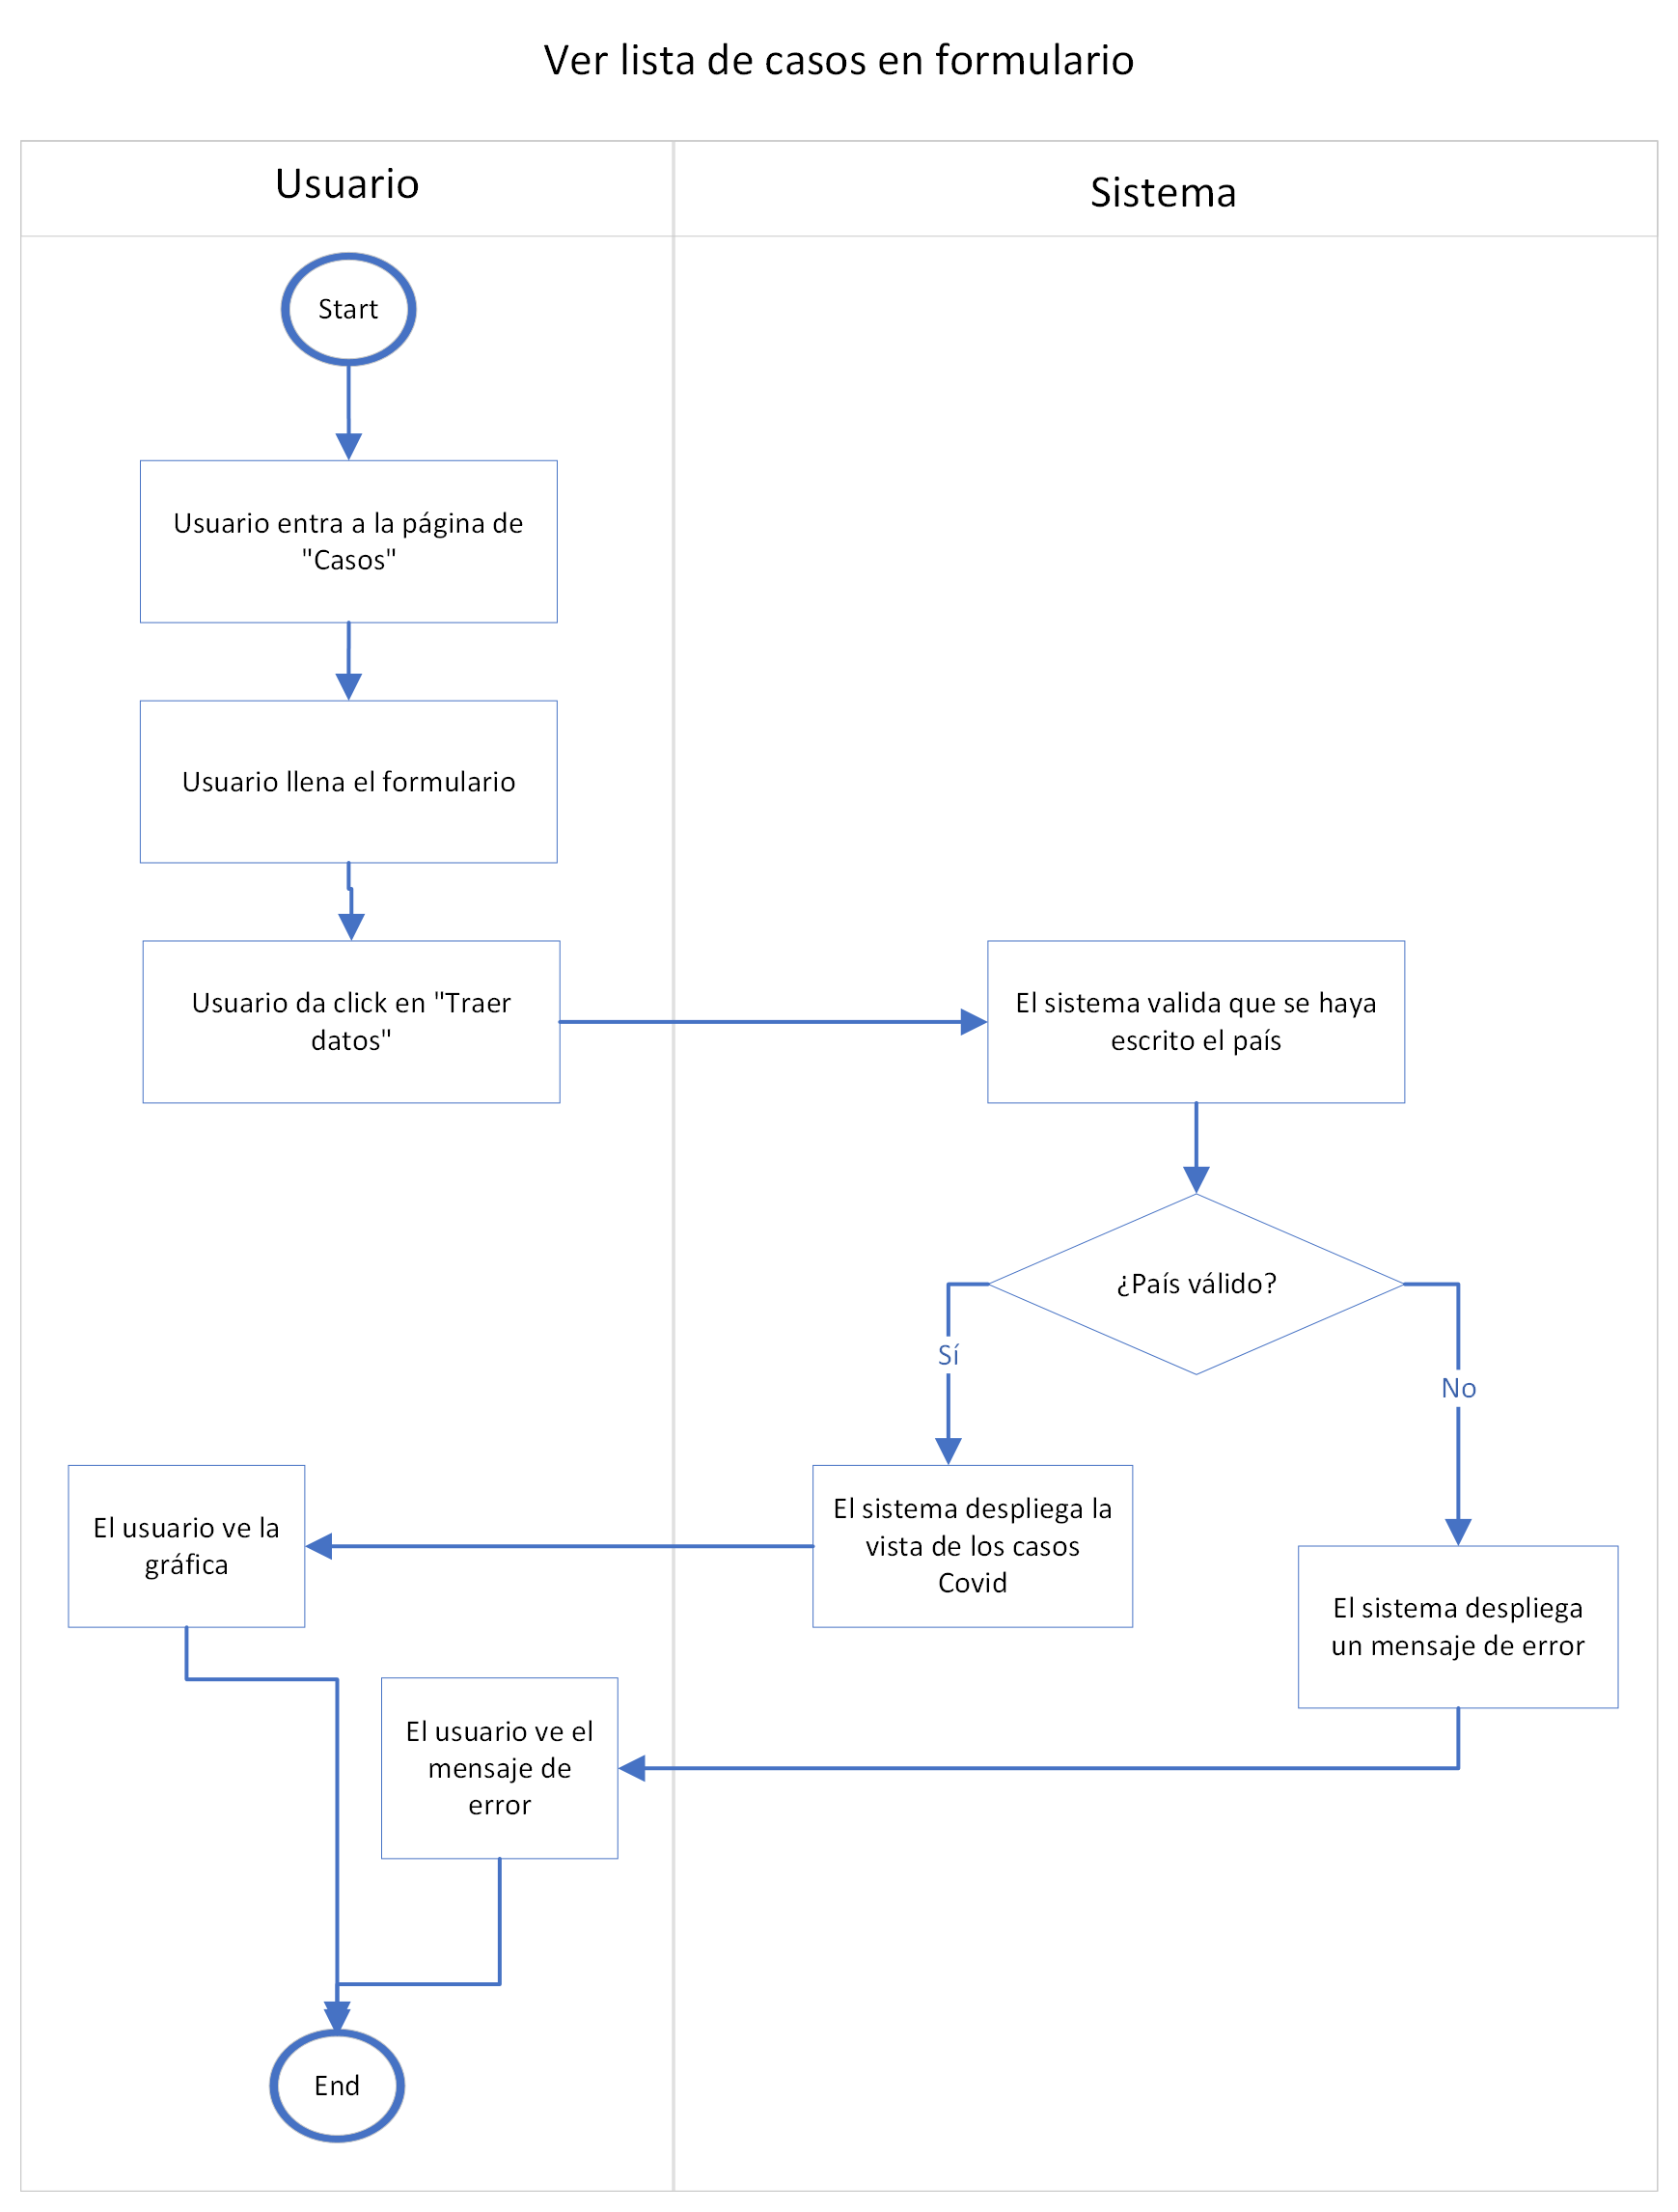 Ver lista de casos en formulario
Usuario
Sistema
Start
Usuario entra a la página de
"Casos"
Usuario llena el formulario
Usuario da click en "Traer
datos"
El sistema valida que se haya
escrito el país
¿País válido?
Sí
No
El usuario ve la
gráfica
El sistema despliega la
vista de los casos
Covid
El sistema despliega
un mensaje de error
El usuario ve el
mensaje de
error
End